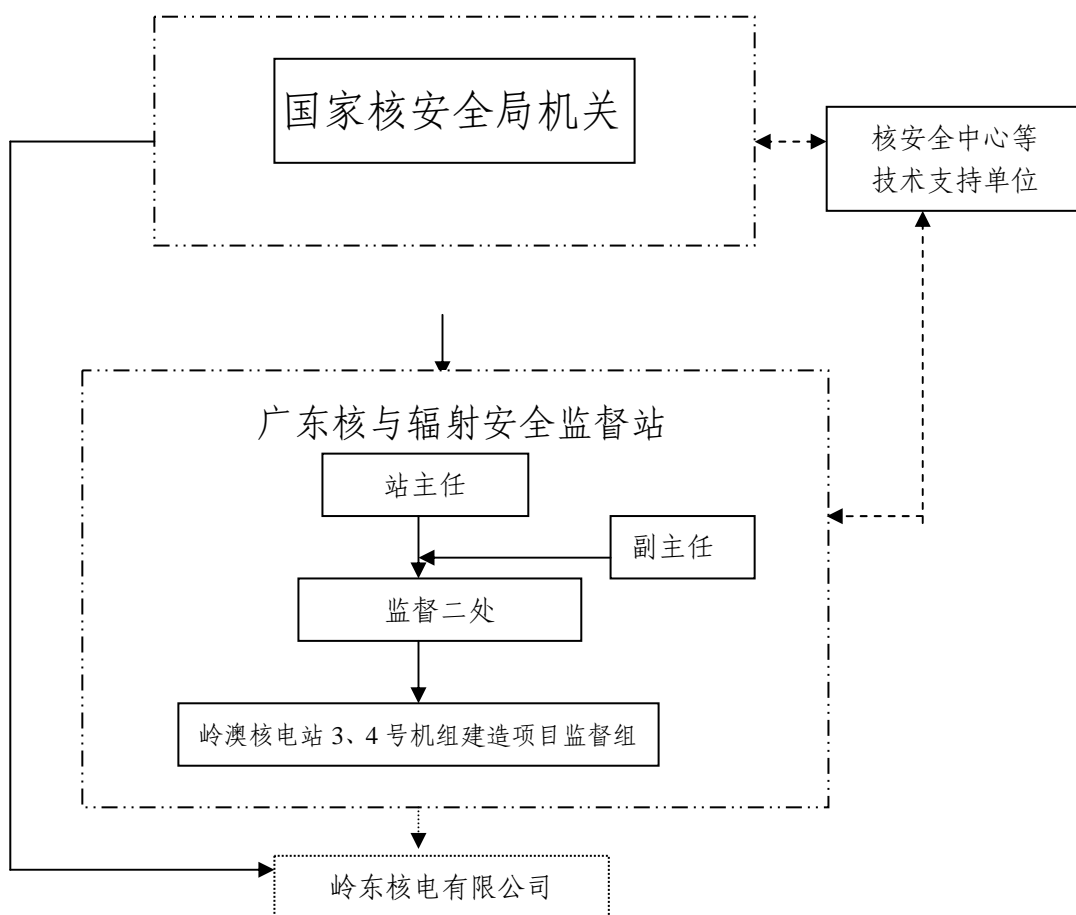 国家核安全局机关
核安全中心等
技术支持单位
广东核与辐射安全监督站
站主任
副主任
监督二处
岭澳核电站 3、4 号机组建造项目监督组
岭东核电有限公司